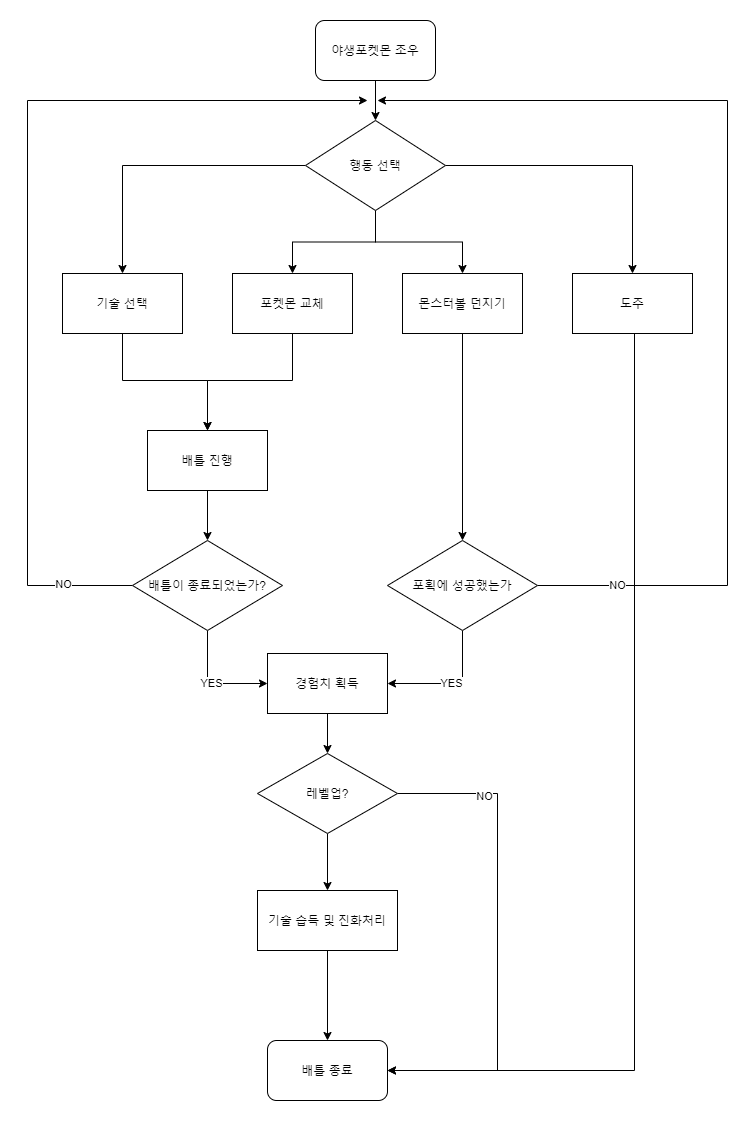 야생포켓몬 조우
행동 선택
기술 선택
포켓몬 교체
몬스터볼 던지기
도주
배틀 진행
배틀이 종료되었는가?
포획에 성공했는가
NO
NO
YES
경험치 획득
YES
레벨업?
NO
기술 습득 및 진화처리
배틀 종료